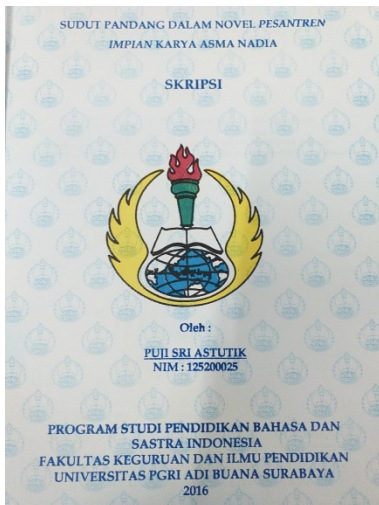 SUDUT PANDANG DALAM NOVEL PESANTREN
IMPIAN KARYA ASMA NADIA
SKRIPSI
Oleh :
PUJI SRI ASTUTIK
NIM : 125200025
PROGRAM STUDI PENDIDIKAN BAHASA DAN
SASTRA INDONESIA
FAKULTAS KEGURUAN DAN ILMU PENDIDIKAN
UNIVERSITAS PGRI ADI BUANA SURABAYA
2016